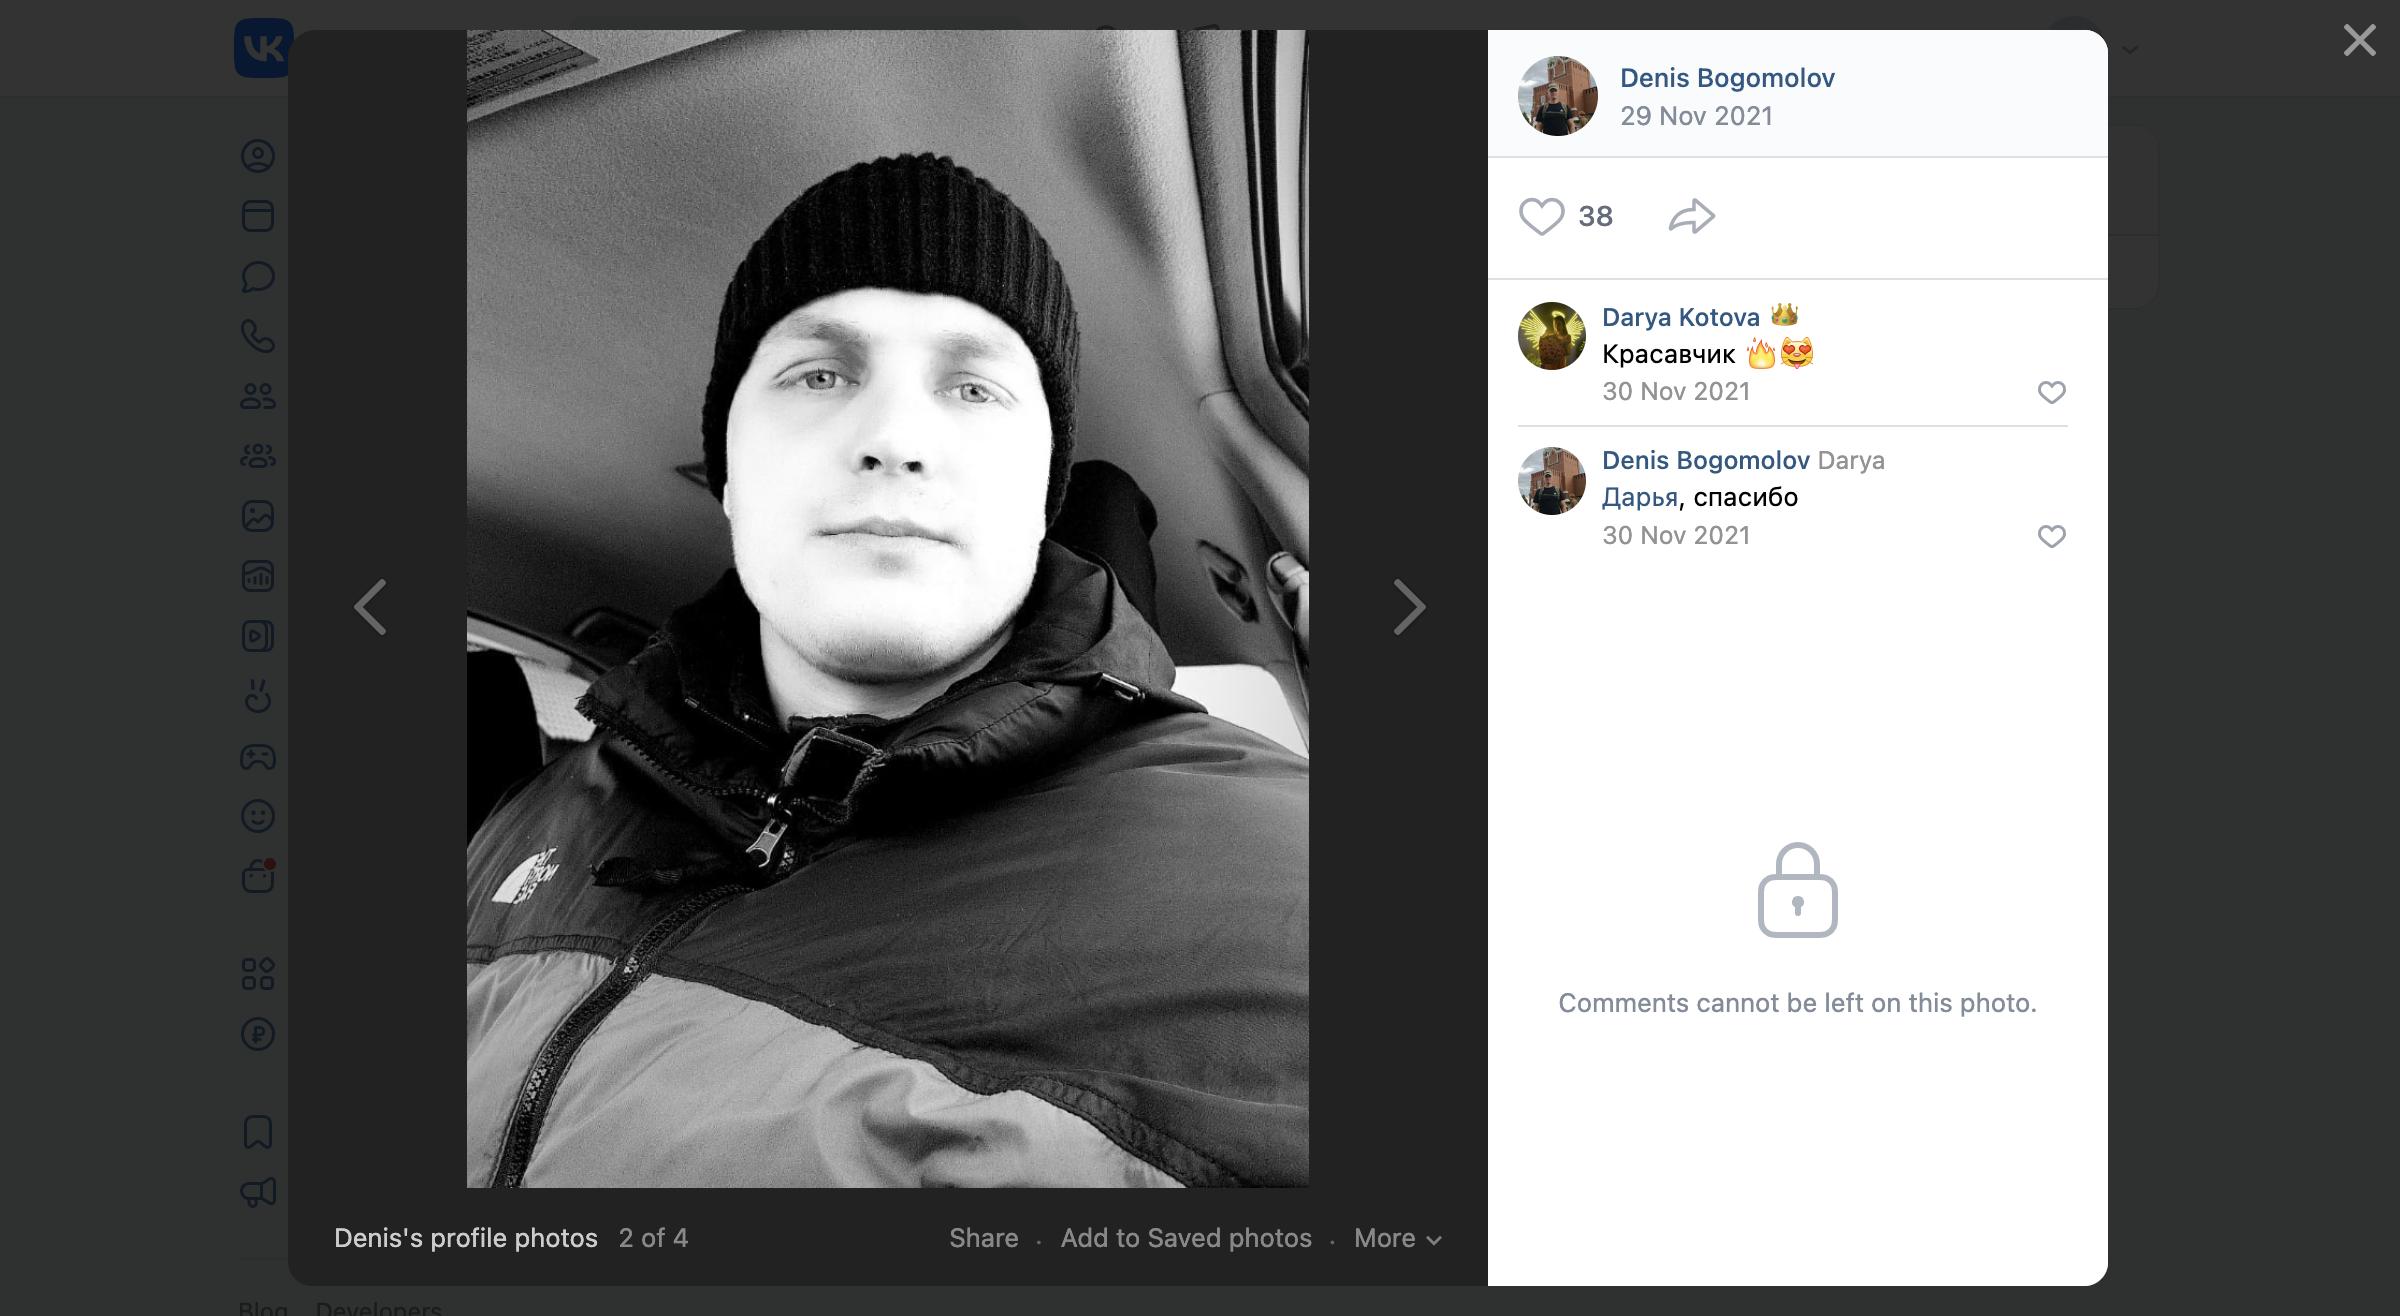 VK
Denis Bogomolov
29 Nov 2021
38
Darya Kotova 👑
Красавчик 🔥😻
30 Nov 2021
Denis Bogomolov Darya
Дарья, спасибо
30 Nov 2021
Comments cannot be left on this photo.
Denis's profile photos 2 of 4
Share · Add to Saved photos · More
Blog Developers